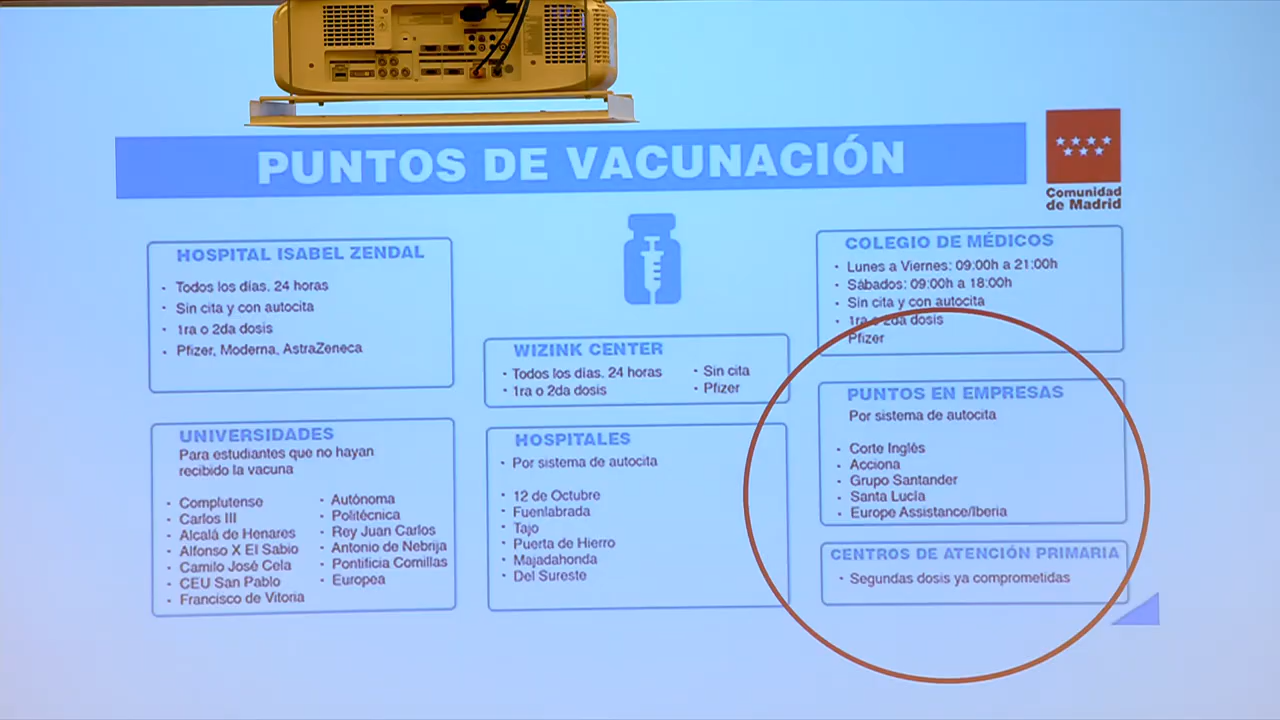 PUNTOS DE VACUNACIÓN
Comunidad
de Madrid
HOSPITAL ISABEL ZENDAL
· Todos los días. 24 horas
· Sin cita y con autocita
· 1ra o 2da dosis
· Pfizer, Moderna, AstraZeneca
WIZINK CENTER
· Todos los días. 24 horas
· 1ra o 2da dosis
· Sin cita
· Pfizer
COLEGIO DE MÉDICOS
· Lunes a Viernes: 09:00h a 21:00h
· Sábados: 09:00h a 18:00h
· Sin cita y con autocita
· 1ra o 2da dosis
Pfizer
UNIVERSIDADES
Para estudiantes que no hayan
recibido la vacuna
· Complutense
· Carlos III
· Alcalá de Henares
· Alfonso X El Sabio
· Camilo José Cela
· CEU San Pablo
· Francisco de Vitoria
· Autónoma
· Politécnica
· Rey Juan Carlos
· Antonio de Nebrija
· Pontificia Comillas
· Europea
HOSPITALES
· Por sistema de autocita
· 12 de Octubre
· Fuenlabrada
· Tajo
· Puerta de Hierro
· Majadahonda
· Del Sureste
PUNTOS EN EMPRESAS
Por sistema de autocita
· Corte Inglés
· Acciona
· Grupo Santander
· Santa Lucía
· Europe Assistance/Iberia
CENTROS DE ATENCIÓN PRIMARIA
· Segundas dosis ya comprometidas